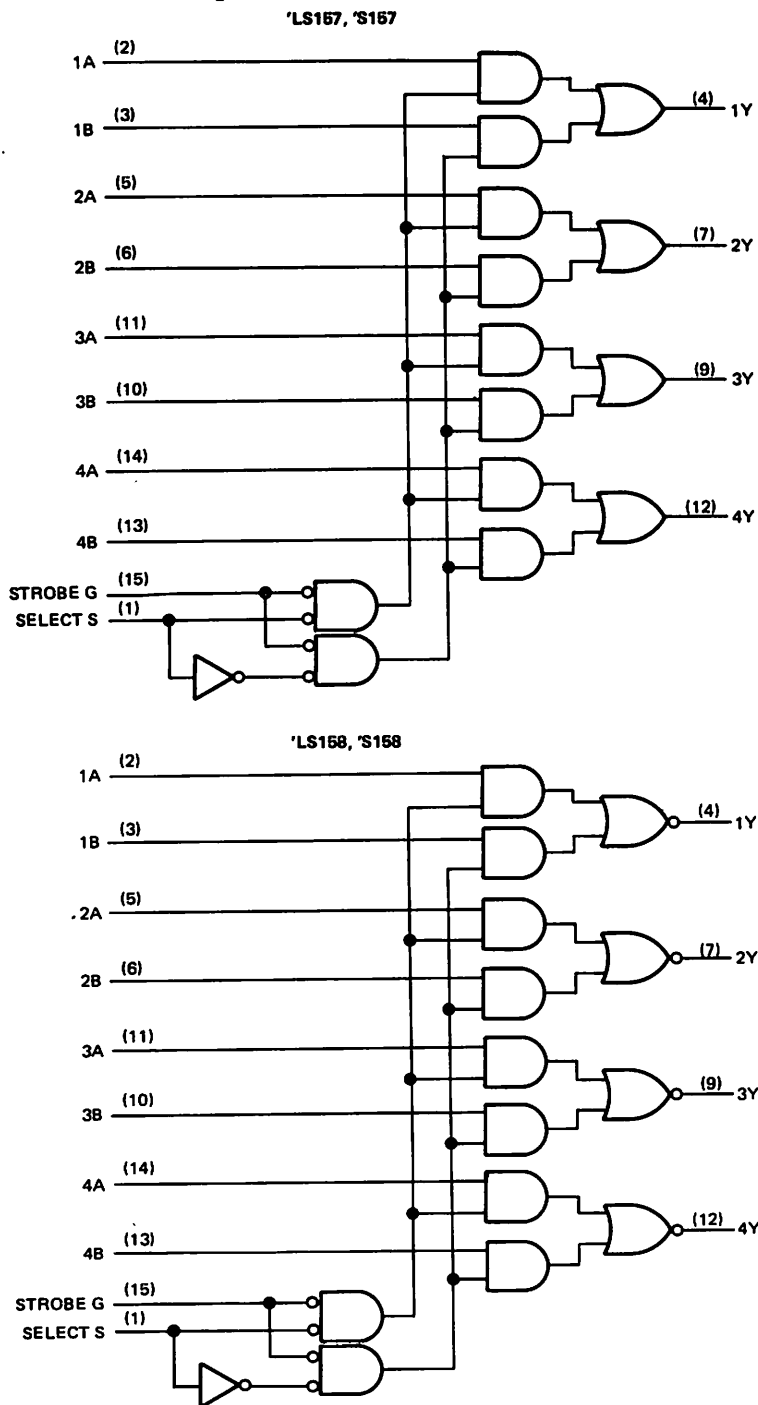 'LS157, 'S157
1A (2)
(4) 1Y
1B (3)
2A (5)
(7) 2Y
2B (6)
3A (11)
(9) 3Y
3B (10)
4A (14)
(12) 4Y
4B (13)
STROBE G (15)
SELECT S (1)
'LS158, 'S158
1A (2)
(4) 1Y
1B (3)
2A (5)
(7) 2Y
2B (6)
3A (11)
(9) 3Y
3B (10)
4A (14)
(12) 4Y
4B (13)
STROBE G (15)
SELECT S (1)